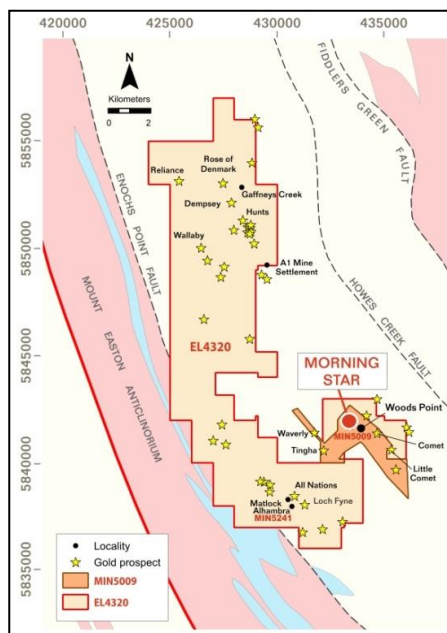 420000
425000
430000
435000
5855000
5850000
5845000
5840000
5835000
N
Kilometers
0 2
FIDDLERS GREEN FAULT
ENOCHS POINT FAULT
MOUNT EASTON ANTICLINORIUM
HOWES CREEK FAULT
Rose of
Denmark
Reliance
Gaffneys Creek
Dempsey
Hunts
Wallaby
A1 Mine
Settlement
EL4320
MORNING
STAR
Woods Point
Waverly
MIN5009
Comet
Tingha
Little
Comet
All Nations
Matlock
Loch Fyne
Alhambra
MIN5241
Locality
Gold prospect
MIN5009
EL4320